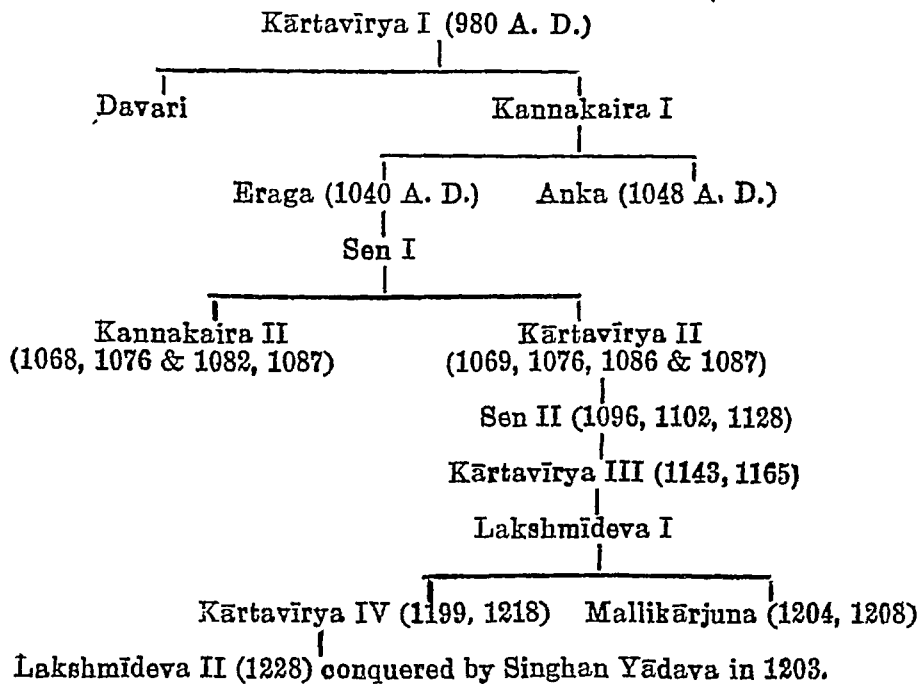 Kārtavīrya I (980 A. D.)
Davari Kannakaira I
Eraga (1040 A. D.) Anka (1048 A. D.)
Sen I
Kannakaira II Kārtavīrya II
(1068, 1076 & 1082, 1087) (1069, 1076, 1086 & 1087)
Sen II (1096, 1102, 1128)
Kārtavīrya III (1143, 1165)
Lakshmīdeva I
Kārtavīrya IV (1199, 1218) Mallikārjuna (1204, 1208)
Lakshmīdeva II (1228) conquered by Singhan Yādava in 1203.